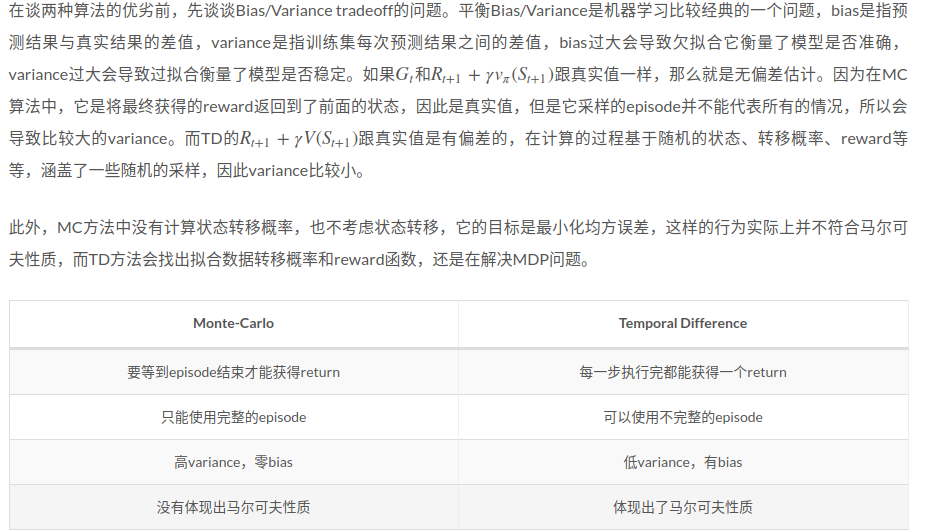 在谈两种算法的优劣前，先谈谈Bias/Variance tradeoff的问题。平衡Bias/Variance是机器学习比较经典的一个问题，bias是指预
测结果与真实结果的差值，variance是指训练集每次预测结果之间的差值，bias过大会导致欠拟合它衡量了模型是否准确，
variance过大会导致过拟合衡量了模型是否稳定。如果Gₜ和Rₜ₊₁ + γvπ(Sₜ₊₁)跟真实值一样，那么就是无偏差估计。因为在MC
算法中，它是将最终获得的reward返回到了前面的状态，因此是真实值，但是它采样的episode并不能代表所有的情况，所以会
导致比较大的variance。而TD的Rₜ₊₁ + γV(Sₜ₊₁)跟真实值是有偏差的，在计算的过程基于随机的状态、转移概率、reward等
等，涵盖了一些随机的采样，因此variance比较小。
此外，MC方法中没有计算状态转移概率，也不考虑状态转移，它的目标是最小化均方误差，这样的行为实际上并不符合马尔可
夫性质，而TD方法会找出拟合数据转移概率和reward函数，还是在解决MDP问题。
Monte-Carlo Temporal Difference
要等到episode结束才能获得return 每一步执行完都能获得一个return
只能使用完整的episode 可以使用不完整的episode
高variance，零bias 低variance，有bias
没有体现出马尔可夫性质 体现出了马尔可夫性质